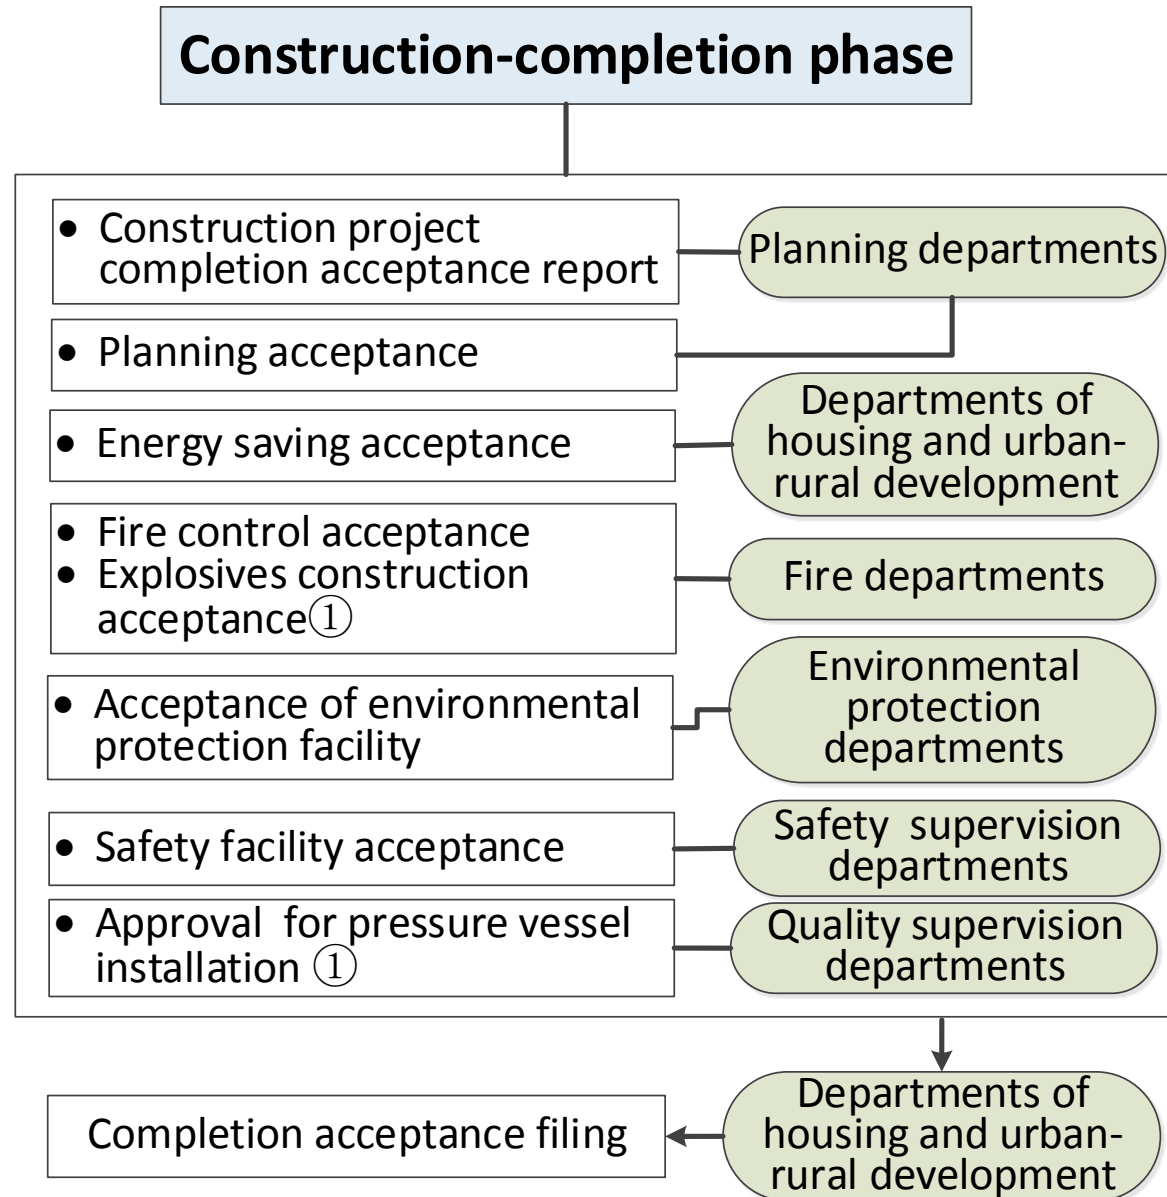 Construction-completion phase
• Construction project
completion acceptance report
Planning departments
• Planning acceptance
• Energy saving acceptance
Departments of
housing and urban-
rural development
• Fire control acceptance
• Explosives construction
acceptance①
Fire departments
• Acceptance of environmental
protection facility
Environmental
protection
departments
• Safety facility acceptance
Safety  supervision
departments
• Approval  for pressure vessel
installation ①
Quality supervision
departments
Completion acceptance filing
Departments of
housing and urban-
rural development